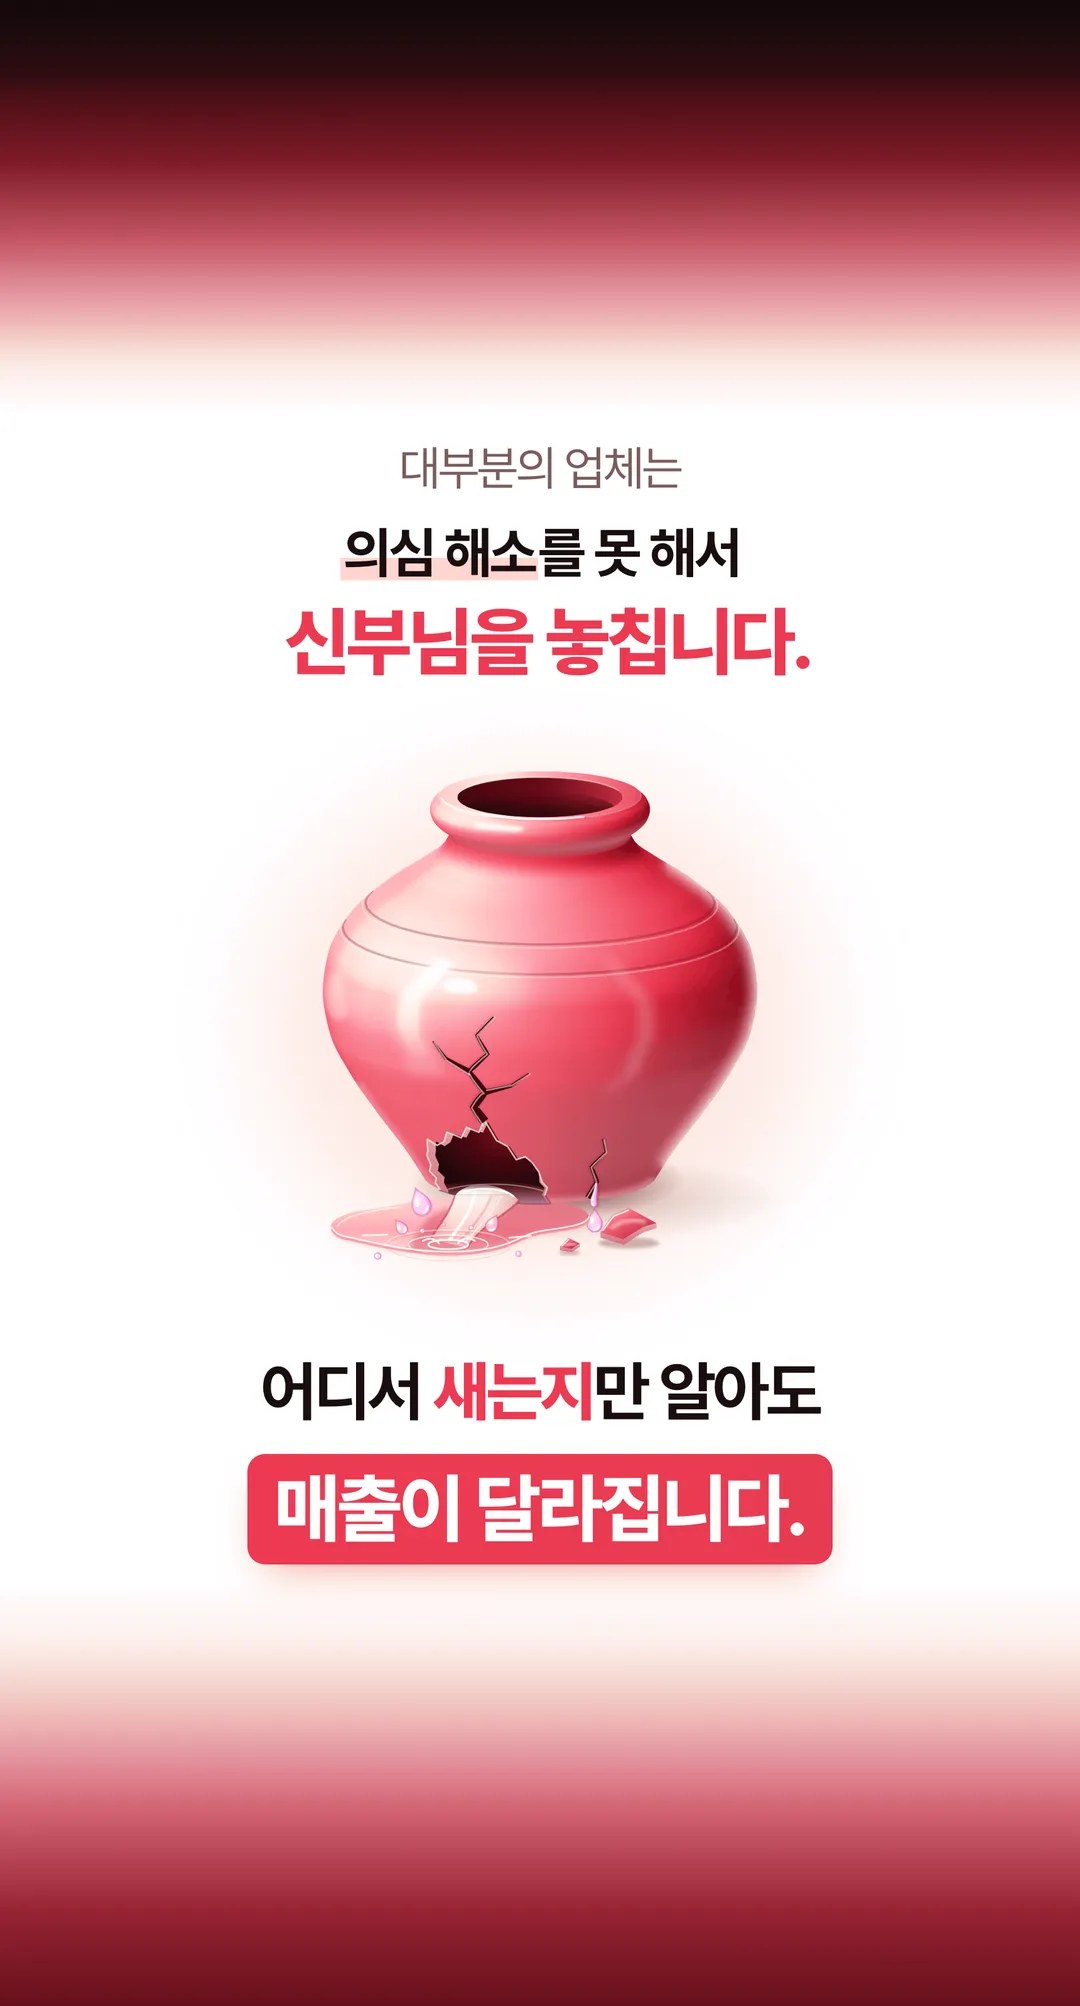 대부분의 업체는
의심 해소를 못 해서
신부님을 놓칩니다.
어디서 새는지만 알아도
매출이 달라집니다.